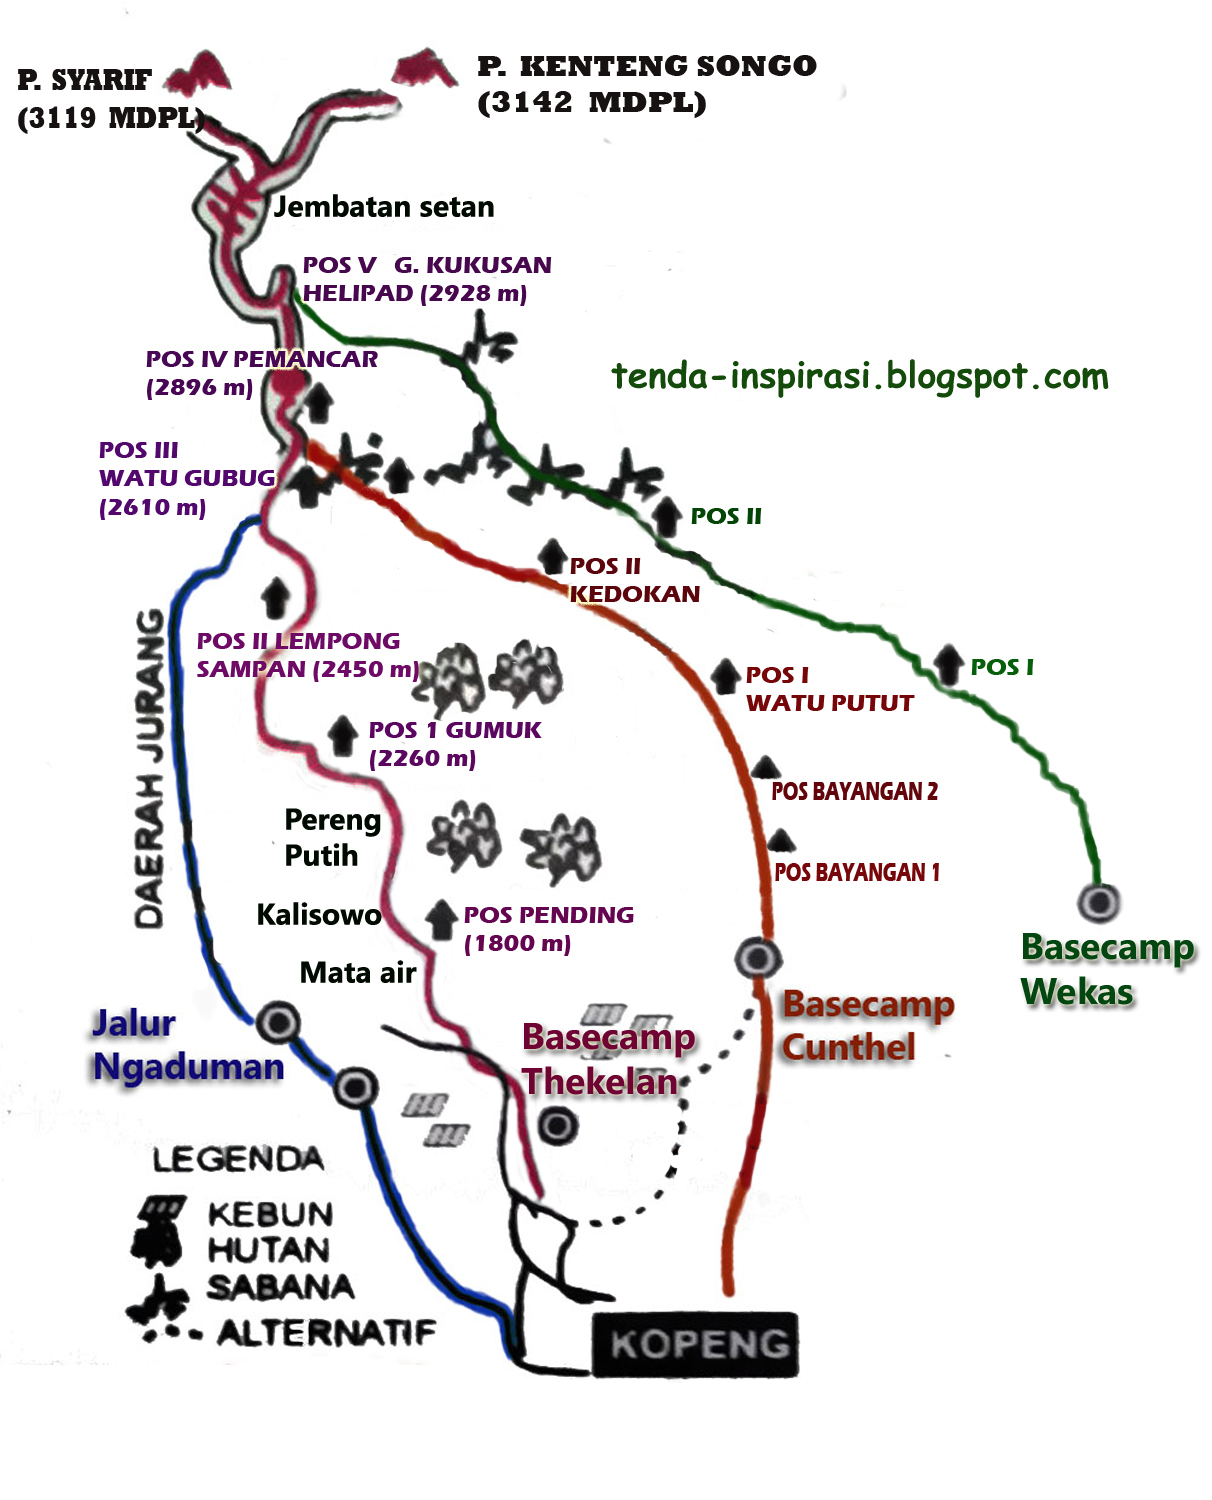 P. SYARIF
(3119 MDPL)
P. KENTENG SONGO
(3142 MDPL)
Jembatan setan
POS V G. KUKUSAN
HELIPAD (2928 m)
POS IV PEMANCAR
(2896 m)
tenda-inspirasi.blogspot.com
POS III
WATU GUBUG
(2610 m)
POS II
POS II
KEDOKAN
POS II LEMPONG
SAMPAN (2450 m)
POS I
POS I
WATU PUTUT
POS 1 GUMUK
(2260 m)
DAERAH JURANG
POS BAYANGAN 2
Pereng
Putih
POS BAYANGAN 1
Kalisowo
POS PENDING
(1800 m)
Mata air
Basecamp
Wekas
Jalur
Ngaduman
Basecamp
Thekelan
Basecamp
Cunthel
LEGENDA
KEBUN
HUTAN
SABANA
ALTERNATIF
KOPENG